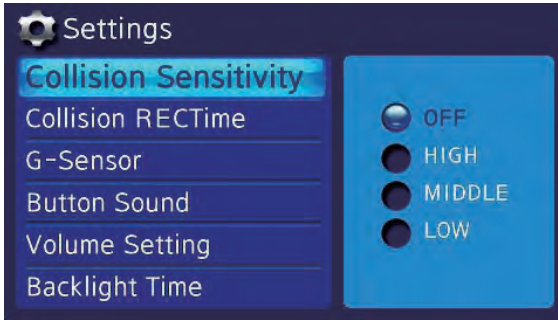 Settings
Collision Sensitivity
Collision RECTime
G-Sensor
Button Sound
Volume Setting
Backlight Time
OFF
HIGH
MIDDLE
LOW